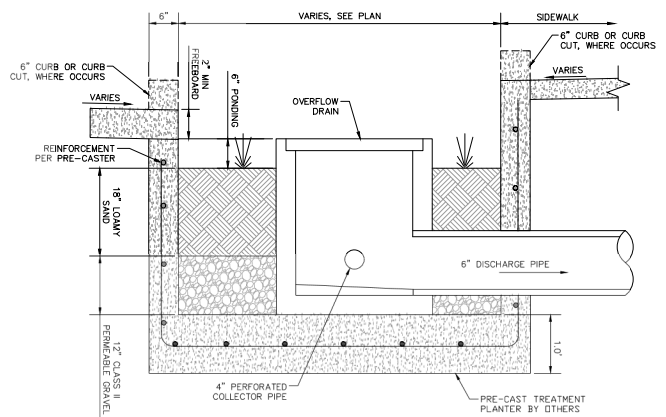 6"
VARIES, SEE PLAN
SIDEWALK
6" CURB OR CURB
CUT, WHERE OCCURS
6" CURB OR CURB
CUT, WHERE OCCURS
2" MIN
FREEBOARD
6" PONDING
VARIES
VARIES
OVERFLOW
DRAIN
REINFORCEMENT
PER PRE-CASTER
18" LOAMY
SAND
6" DISCHARGE PIPE
12" CLASS II
PERMEABLE GRAVEL
1.0'
4" PERFORATED
COLLECTOR PIPE
PRE-CAST TREATMENT
PLANTER BY OTHERS